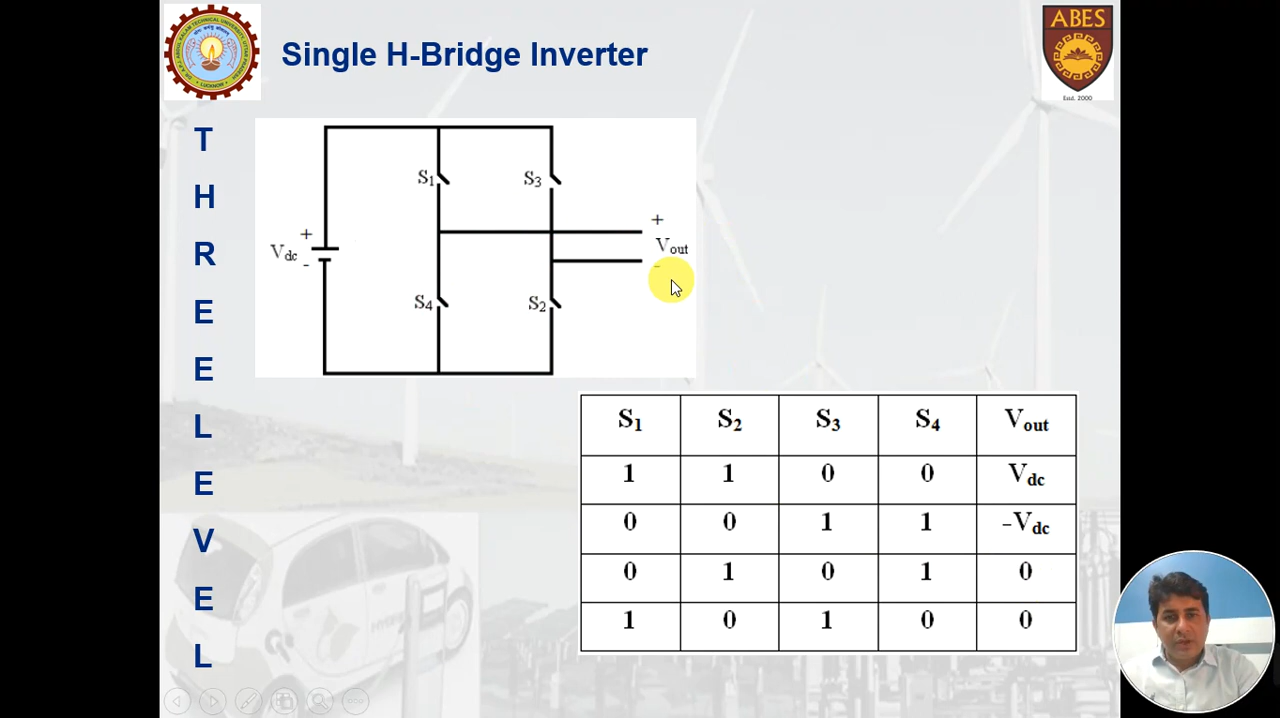 Single H-Bridge Inverter
ABES
Estd. 2000
T
H
R
E
E
L
E
V
E
L
S1
S3
+
+
Vdc
Vout
-
-
S4
S2
S1 S2 S3 S4 Vout
1 1 0 0 Vdc
0 0 1 1 -Vdc
0 1 0 1 0
1 0 1 0 0